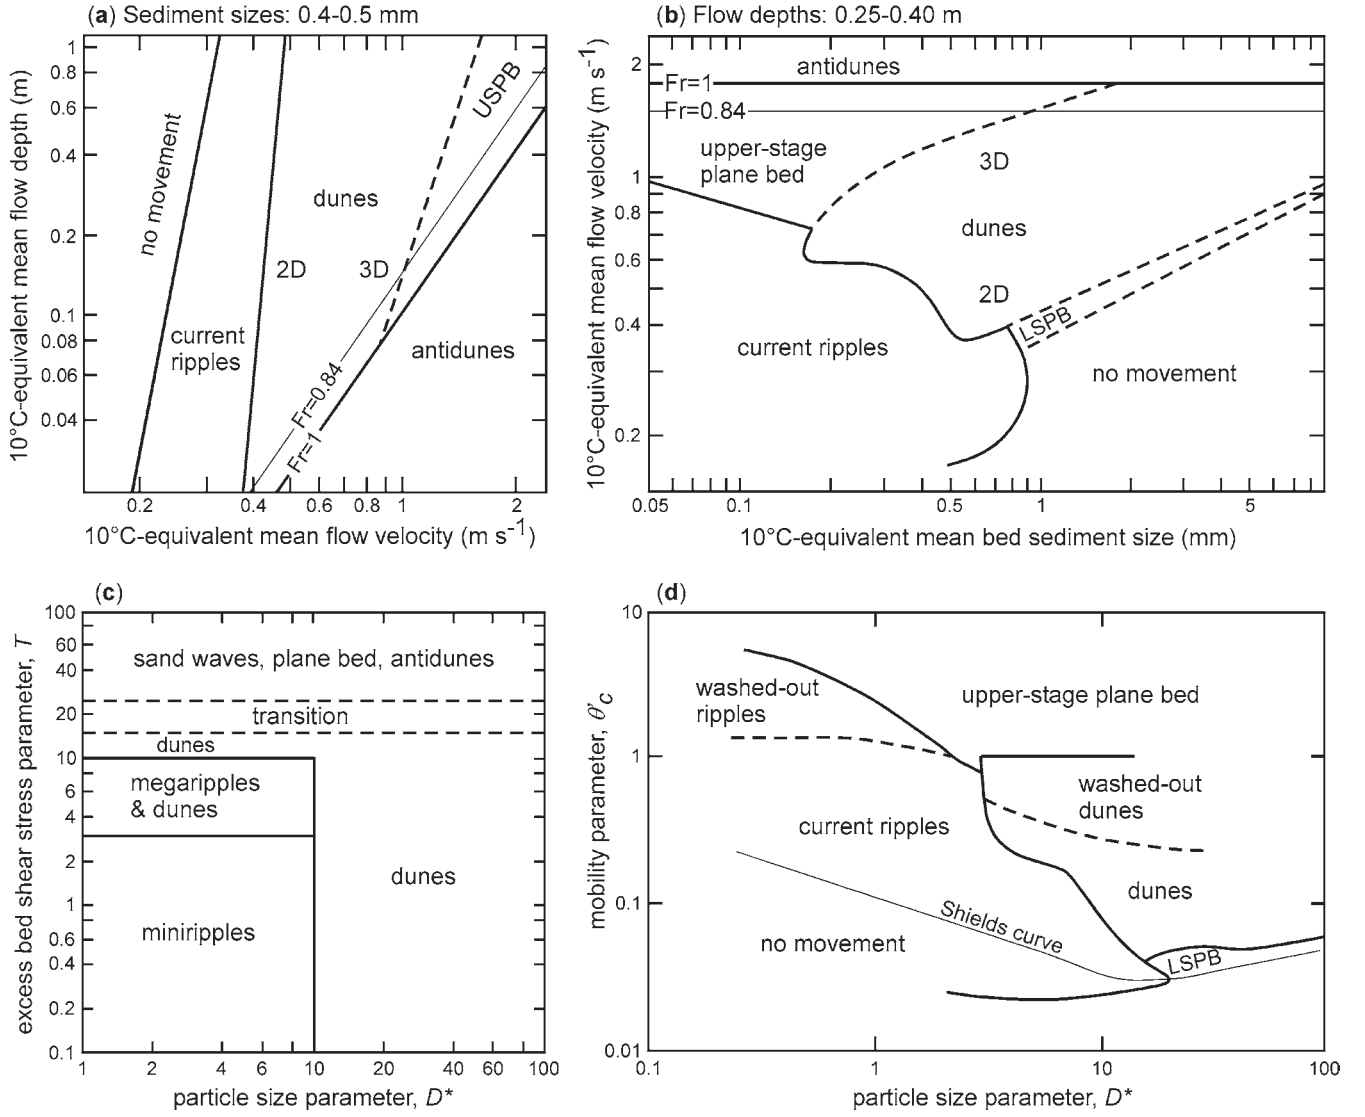 (a) Sediment sizes: 0.4-0.5 mm
10°C-equivalent mean flow depth (m)
1
0.8
0.6
0.4
0.2
0.1
0.08
0.06
0.04
no movement
current
ripples
2D
dunes
3D
USPB
antidunes
Fr=0.84
Fr=1
0.2
0.4
0.6
0.8
1
2
10°C-equivalent mean flow velocity (m s-1)
(b) Flow depths: 0.25-0.40 m
10°C-equivalent mean flow velocity (m s-1)
2
1
0.8
0.6
0.4
0.2
antidunes
Fr=1
Fr=0.84
upper-stage
plane bed
3D
dunes
2D
LSPB
current ripples
no movement
0.05
0.1
0.5
1
5
10°C-equivalent mean bed sediment size (mm)
(c)
excess bed shear stress parameter, T
100
60
40
20
10
6
4
2
1
0.6
0.4
0.2
0.1
sand waves, plane bed, antidunes
transition
dunes
megaripples
& dunes
dunes
miniripples
1
2
4
6
10
20
40
60
100
particle size parameter, D*
(d)
mobility parameter, θ'c
10
1
0.1
0.01
washed-out
ripples
upper-stage plane bed
washed-out
dunes
current ripples
dunes
Shields curve
no movement
LSPB
0.1
1
10
100
particle size parameter, D*